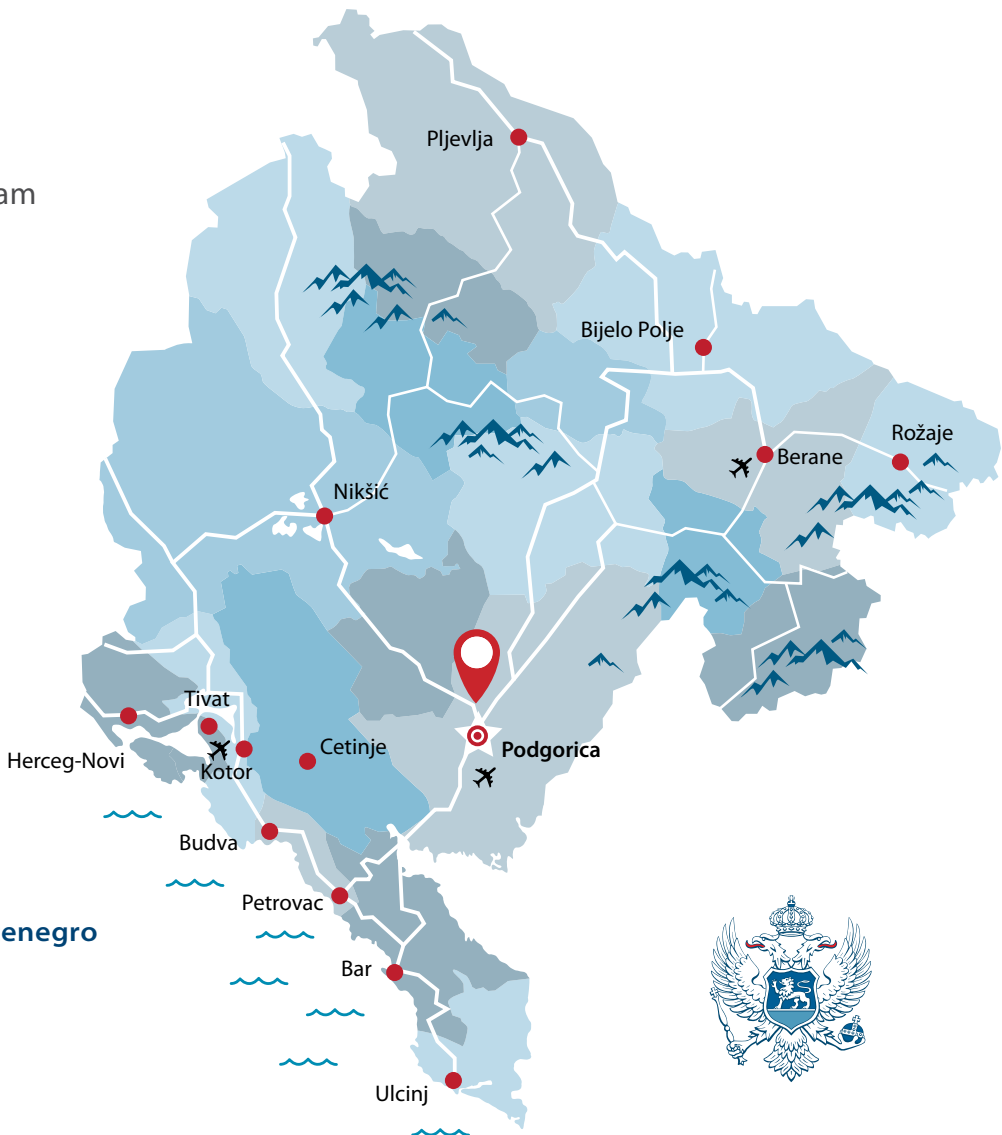 Pljevlja
am
Bijelo Polje
Rožaje
Berane
Nikšić
Tivat
Cetinje
Podgorica
Herceg-Novi
Kotor
Budva
Petrovac
enegro
Bar
Ulcinj